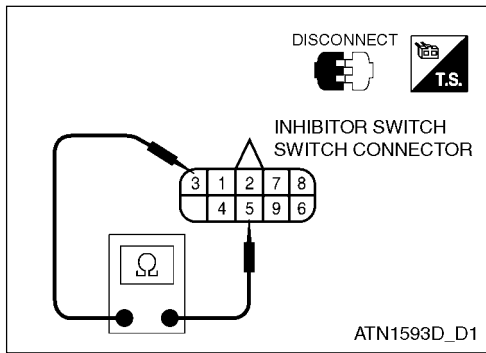 DISCONNECT
T.S.
INHIBITOR SWITCH
SWITCH CONNECTOR
3 1 2 7 8
4 5 9 6
Ω
ATN1593D_D1